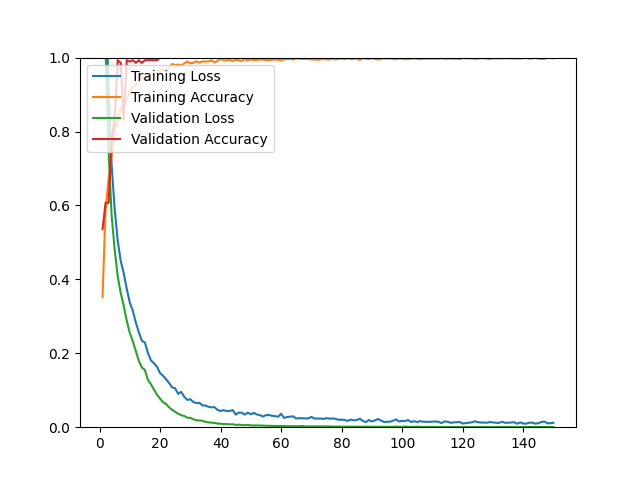 1.0
0.8
0.6
0.4
0.2
0.0
0 20 40 60 80 100 120 140
Training Loss
Training Accuracy
Validation Loss
Validation Accuracy